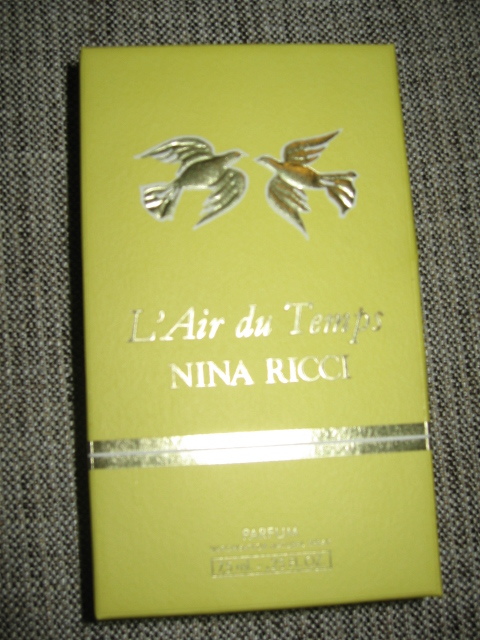 L'Air du Temps
NINA RICCI
PARFUM